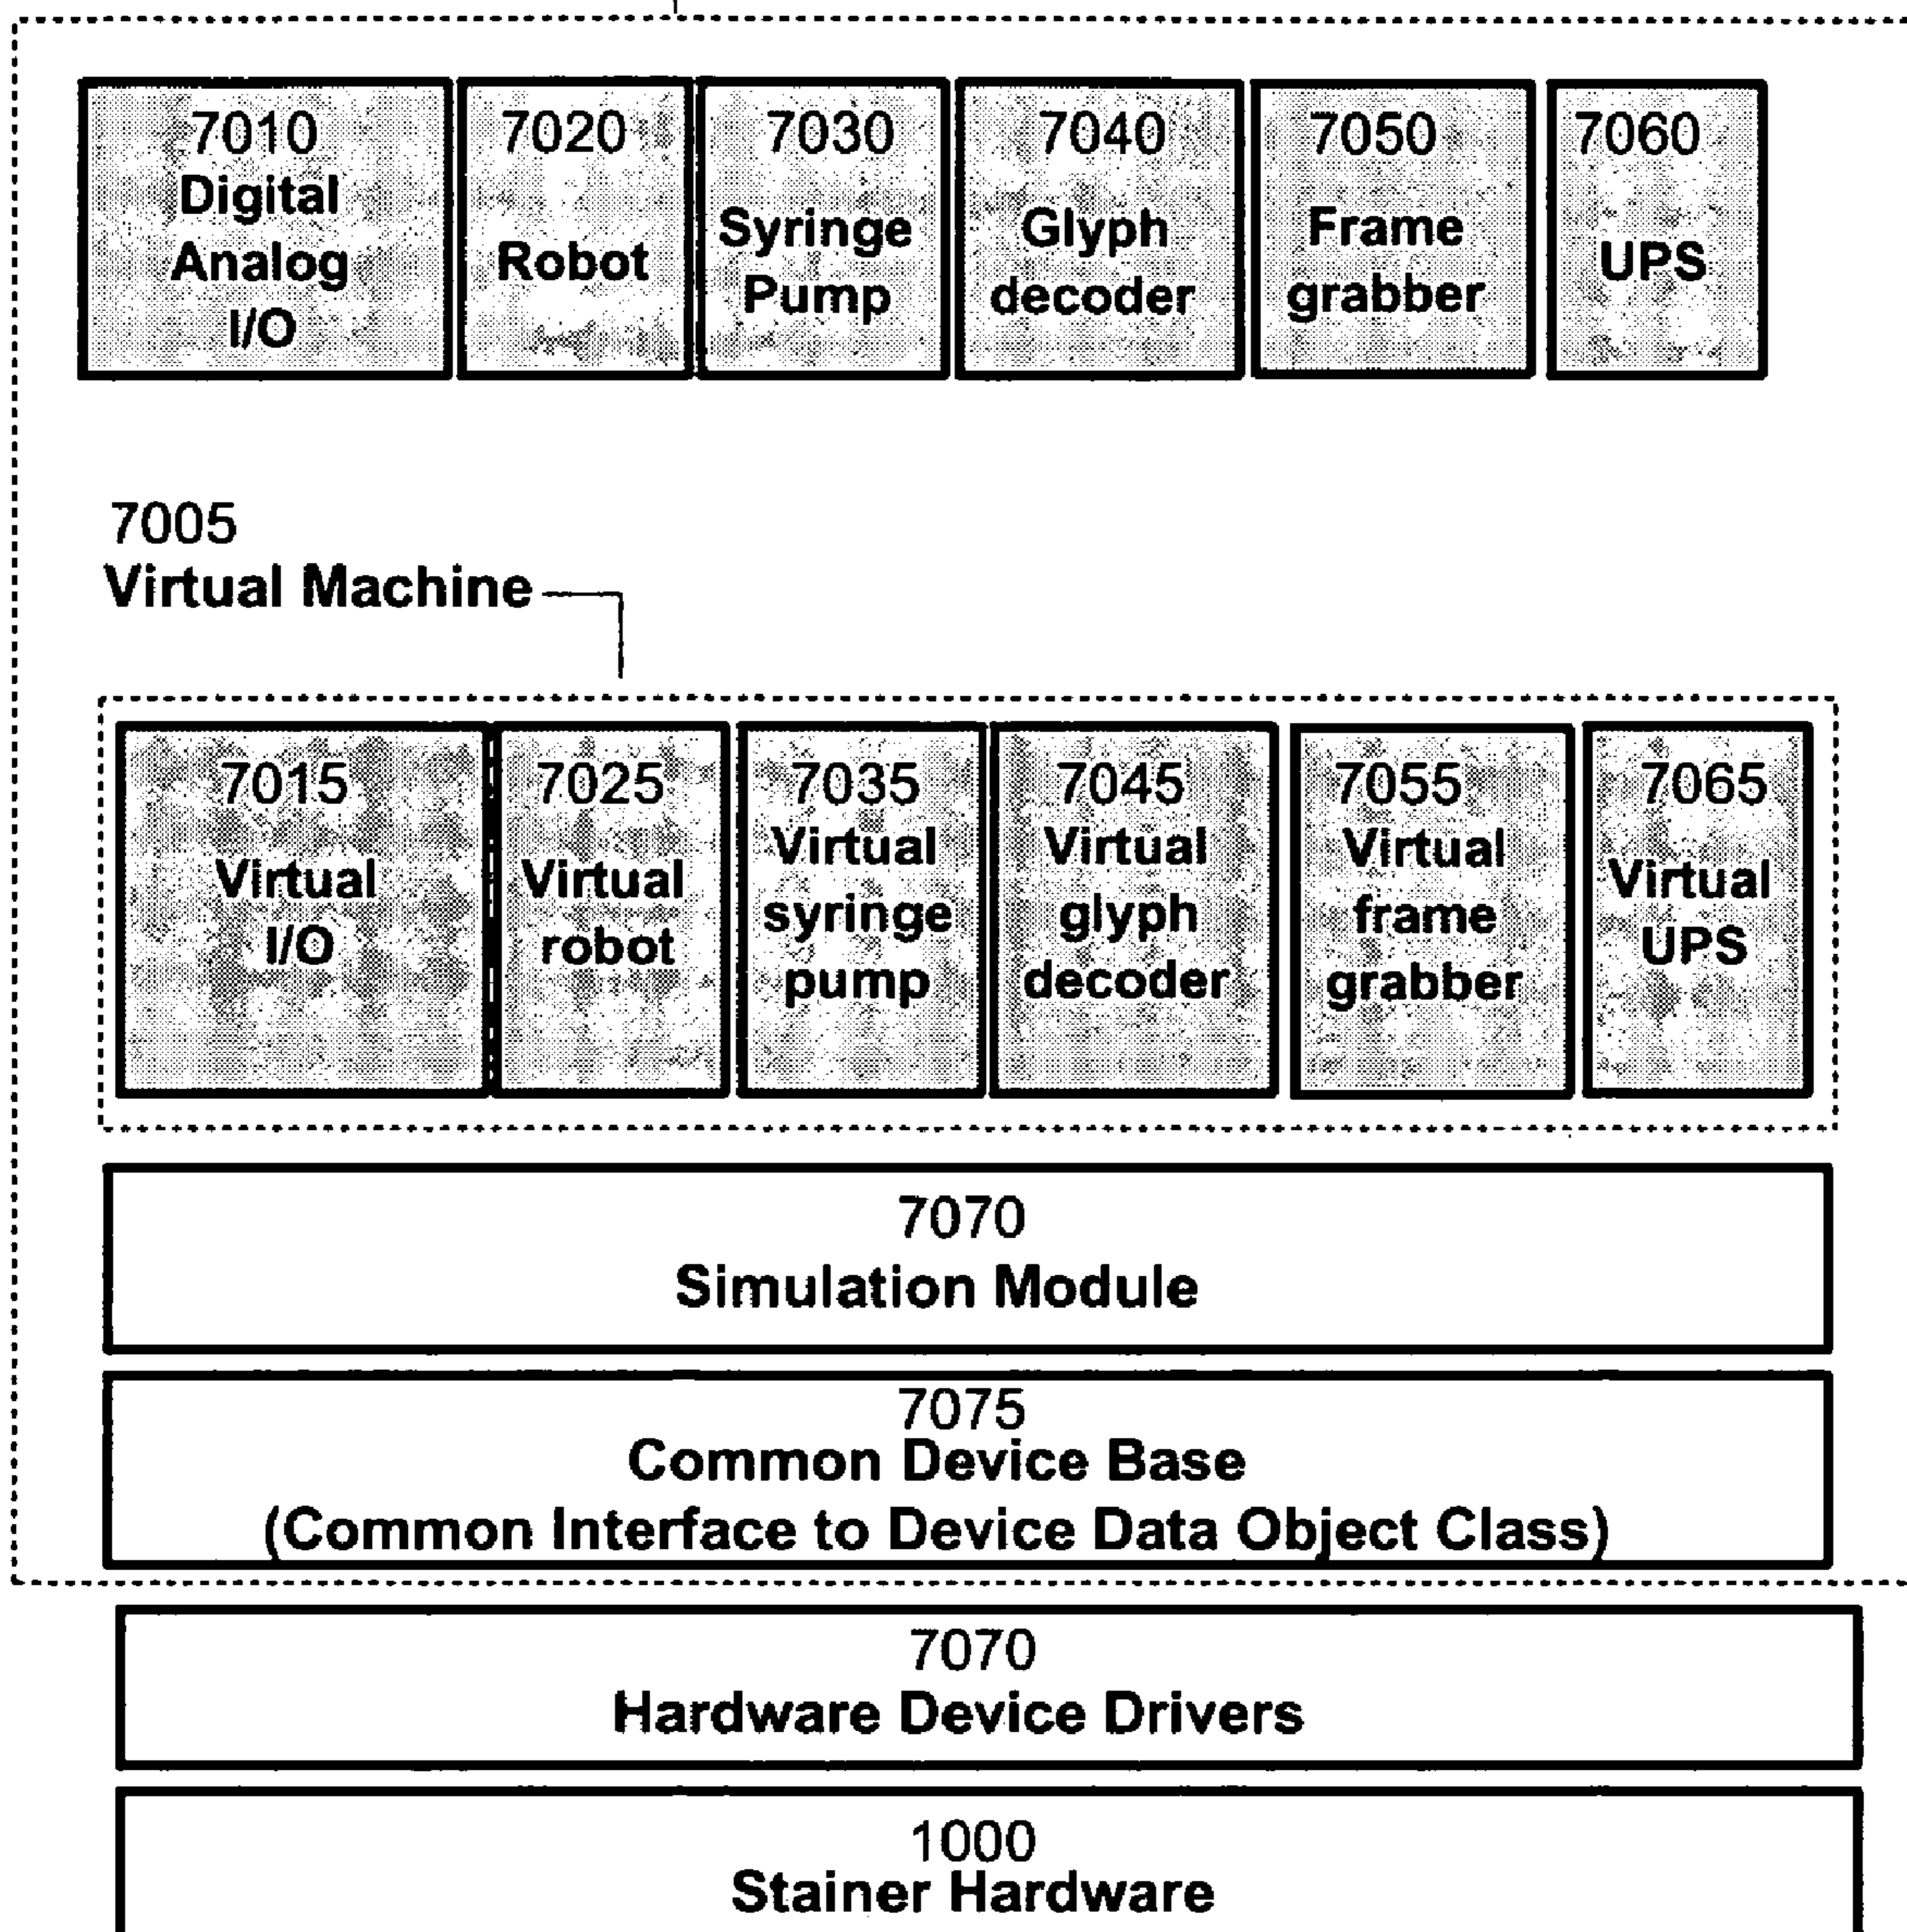 7010
Digital
Analog
I/O
7020
Robot
7030
Syringe
Pump
7040
Glyph
decoder
7050
Frame
grabber
7060
UPS
7005
Virtual Machine
7015
Virtual
I/O
7025
Virtual
robot
7035
Virtual
syringe
pump
7045
Virtual
glyph
decoder
7055
Virtual
frame
grabber
7065
Virtual
UPS
7070
Simulation Module
7075
Common Device Base
(Common Interface to Device Data Object Class)
7070
Hardware Device Drivers
1000
Stainer Hardware